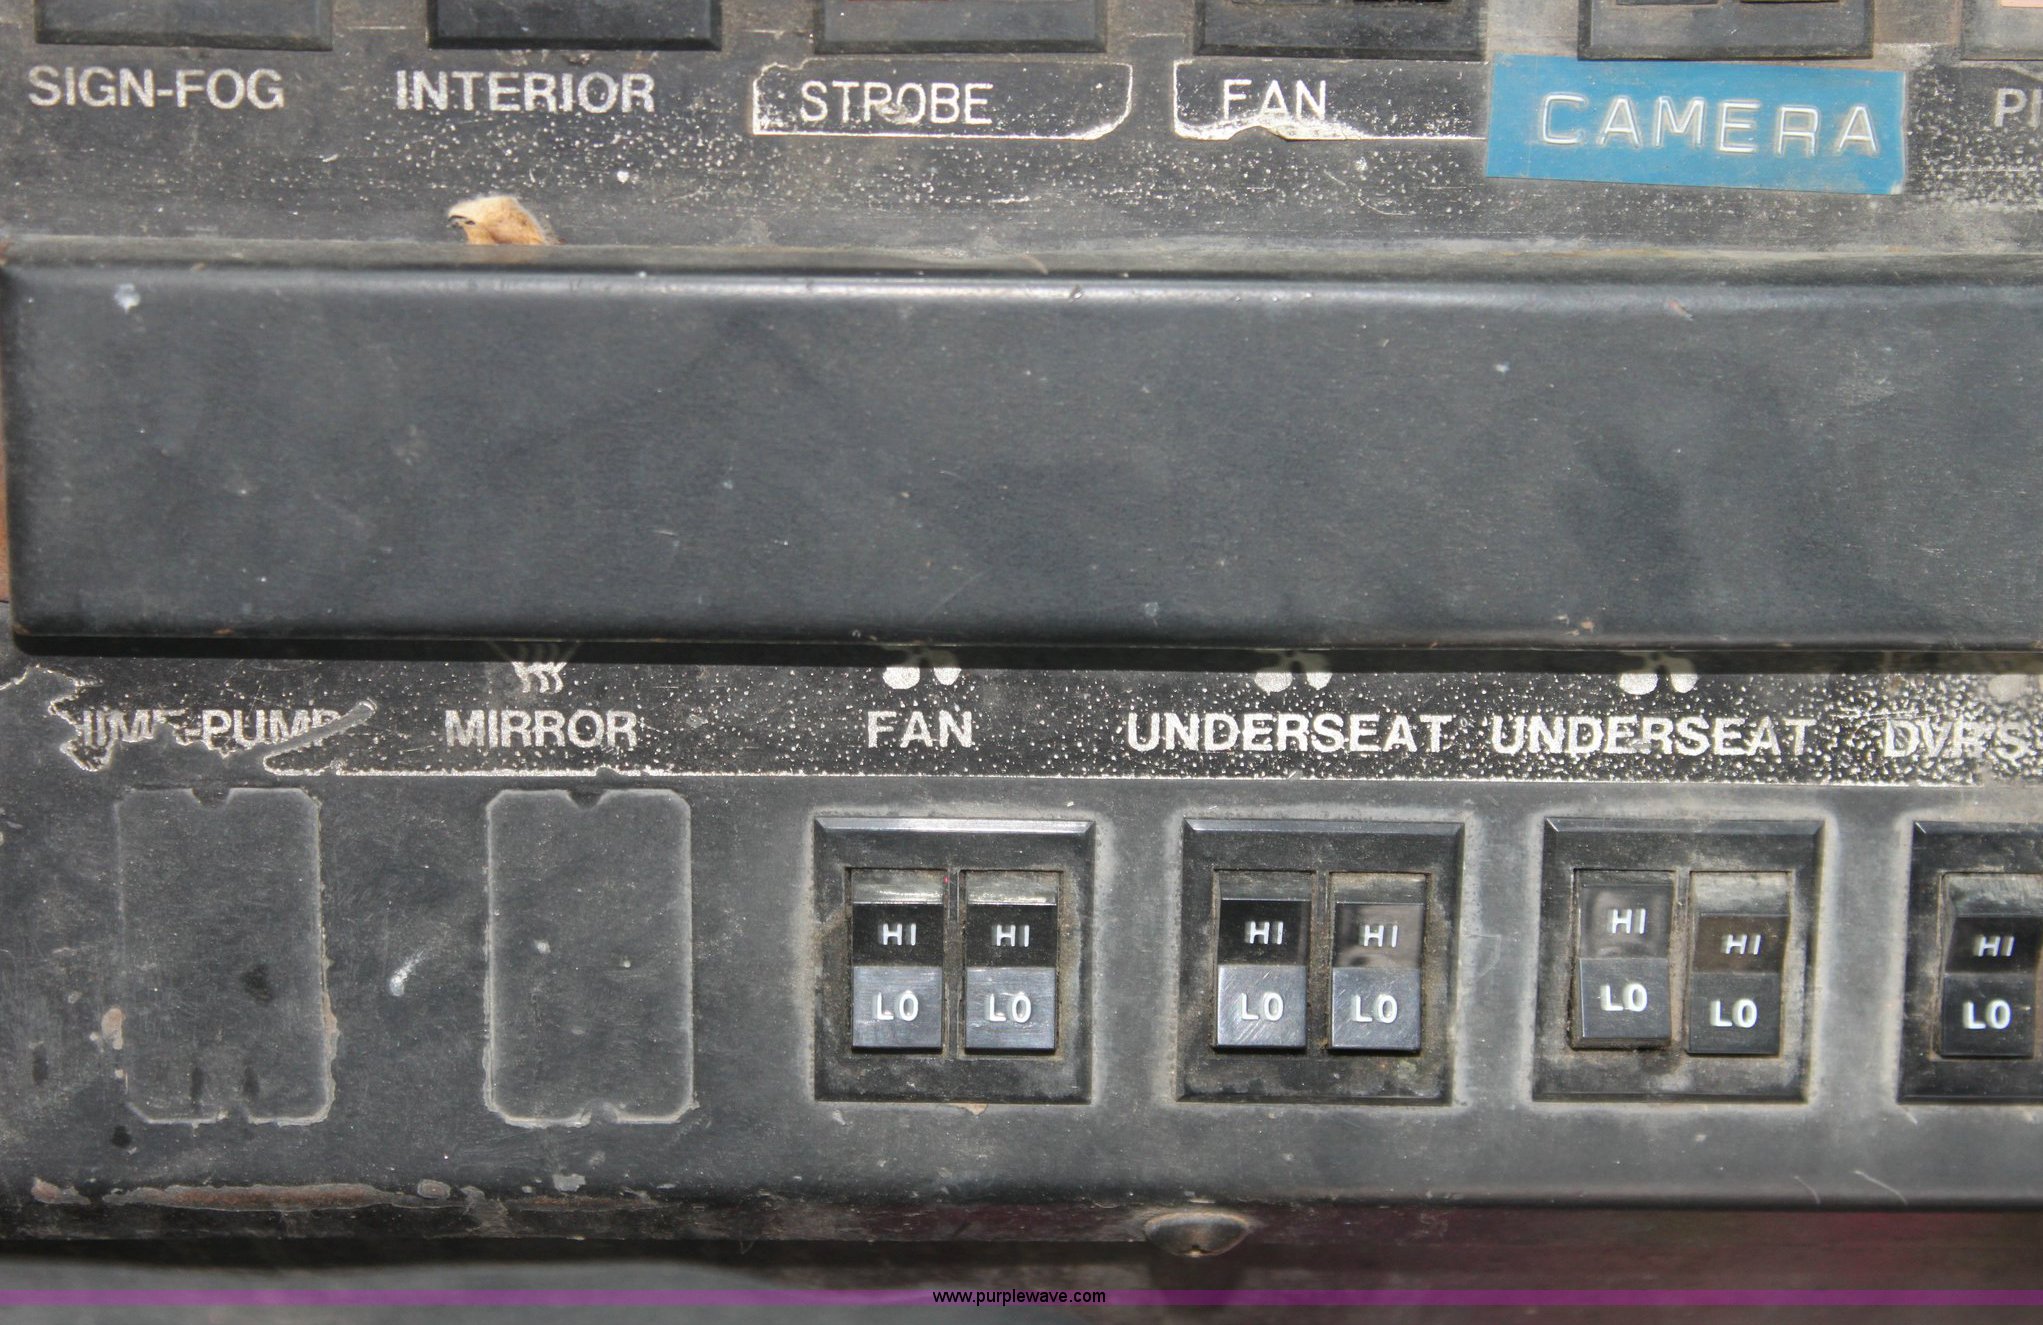 SIGN-FOG INTERIOR STROBE FAN CAMERA
-PUMP MIRROR FAN UNDERSEAT UNDERSEAT
HI HI HI HI HI HI HI
LO LO LO LO LO LO LO
www.purplewave.com